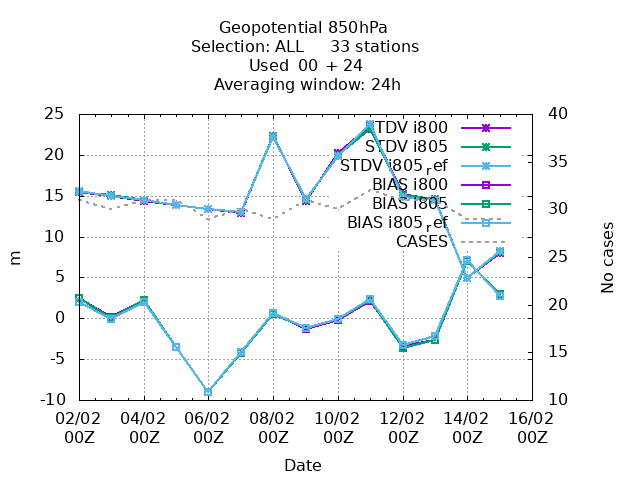 Geopotential 850hPa
Selection: ALL 33 stations
Used 00 + 24
Averaging window: 24h
25 40
20 35
15 30
10 25
5 20
0 15
-5 10
-10
STDV i800
STDV i805
STDV i805ref
BIAS i800
BIAS i805
BIAS i805ref
CASES
m
No cases
02/02 04/02 06/02 08/02 10/02 12/02 14/02 16/02
00Z 00Z 00Z 00Z 00Z 00Z 00Z 00Z
Date